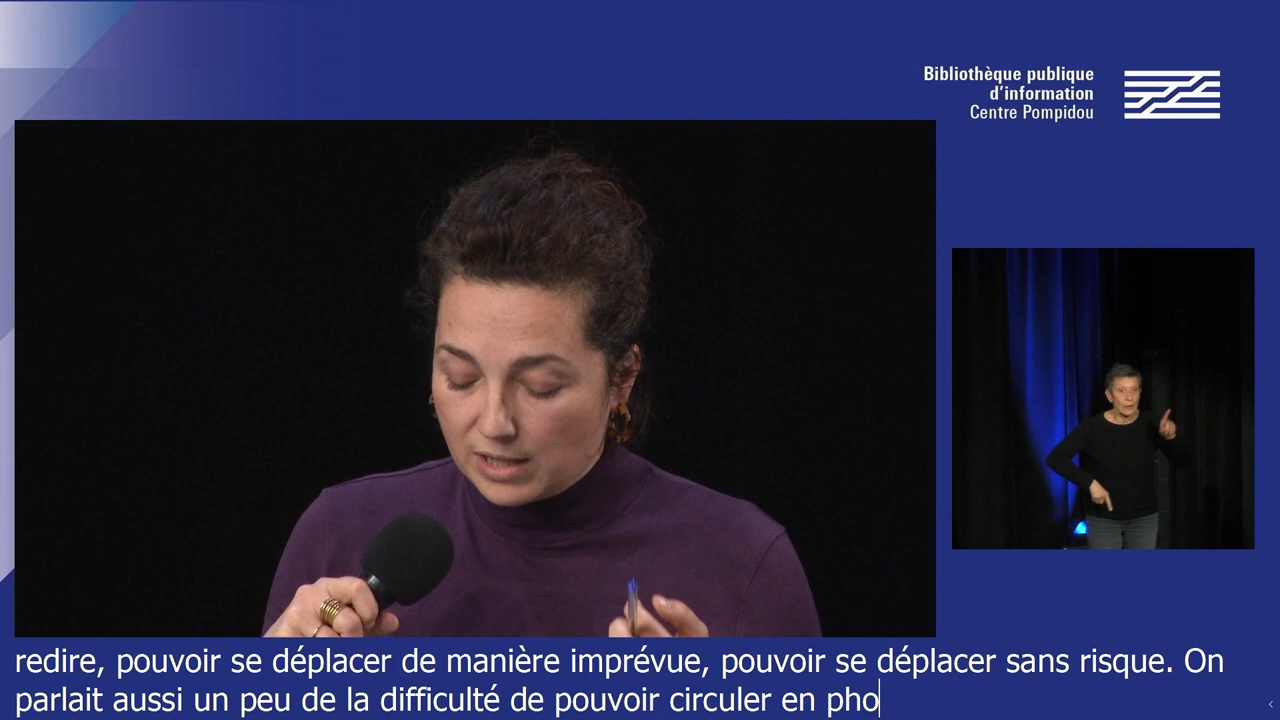 Bibliothèque publique
d'information
Centre Pompidou
redire, pouvoir se déplacer de manière imprévue, pouvoir se déplacer sans risque. On
parlait aussi un peu de la difficulté de pouvoir circuler en pho